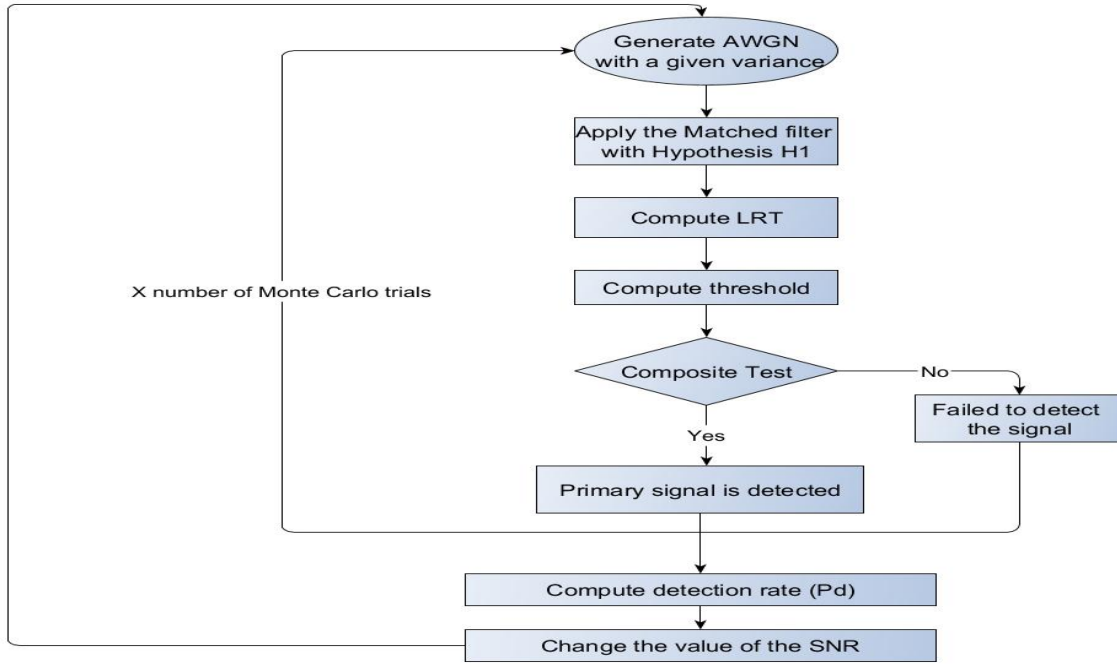 Generate AWGN
with a given variance
Apply the Matched filter
with Hypothesis H1
Compute LRT
Compute threshold
X number of Monte Carlo trials
Composite Test
No
Failed to detect
the signal
Yes
Primary signal is detected
Compute detection rate (Pd)
Change the value of the SNR